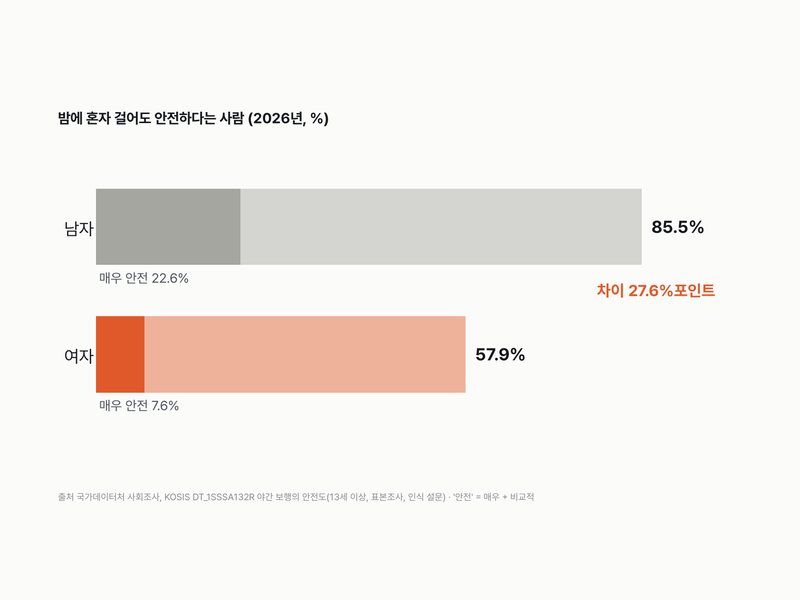 밤에 혼자 걸어도 안전하다는 사람 (2026년, %)
남자
85.5%
매우 안전 22.6%
차이 27.6%포인트
여자
57.9%
매우 안전 7.6%
출처 국가데이터처 사회조사, KOSIS DT_1SSSA132R 야간 보행의 안전도(13세 이상, 표본조사, 인식 설문) · '안전' = 매우 + 비교적